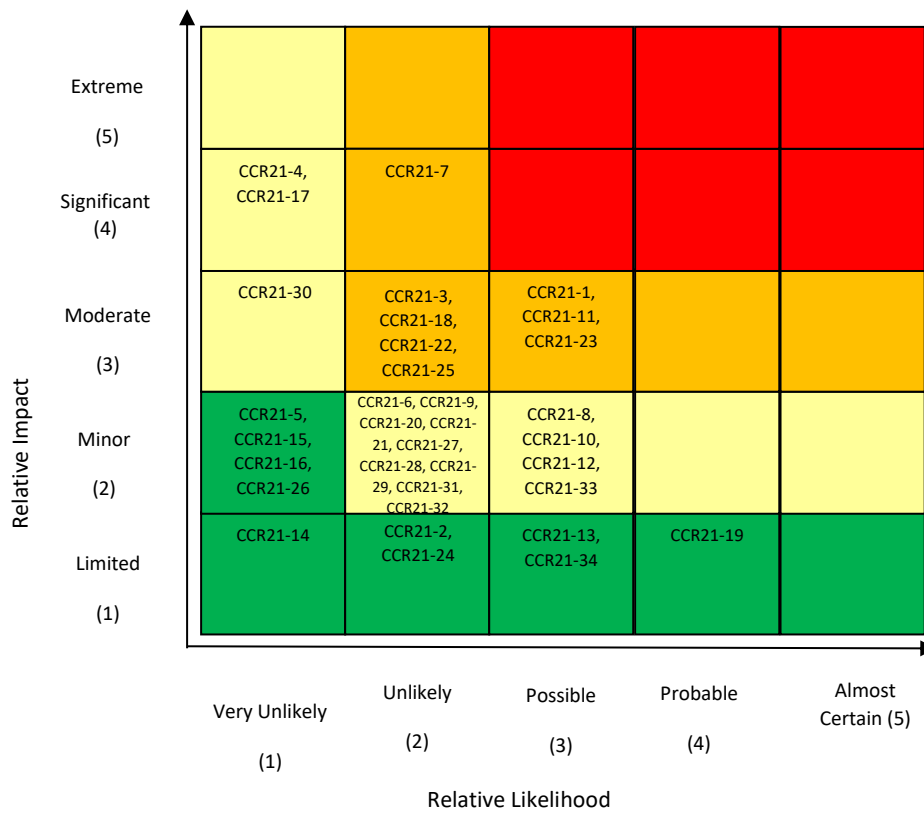 Relative Impact
Extreme
(5)
Significant
(4)
CCR21-4,
CCR21-17
CCR21-7
Moderate
(3)
CCR21-30
CCR21-3,
CCR21-18,
CCR21-22,
CCR21-25
CCR21-1,
CCR21-11,
CCR21-23
Minor
(2)
CCR21-5,
CCR21-15,
CCR21-16,
CCR21-26
CCR21-6, CCR21-9,
CCR21-20, CCR21-
21, CCR21-27,
CCR21-28, CCR21-
29, CCR21-31,
CCR21-32
CCR21-8,
CCR21-10,
CCR21-12,
CCR21-33
Limited
(1)
CCR21-14
CCR21-2,
CCR21-24
CCR21-13,
CCR21-34
CCR21-19
Very Unlikely
(1)
Unlikely
(2)
Possible
(3)
Probable
(4)
Almost
Certain (5)
Relative Likelihood